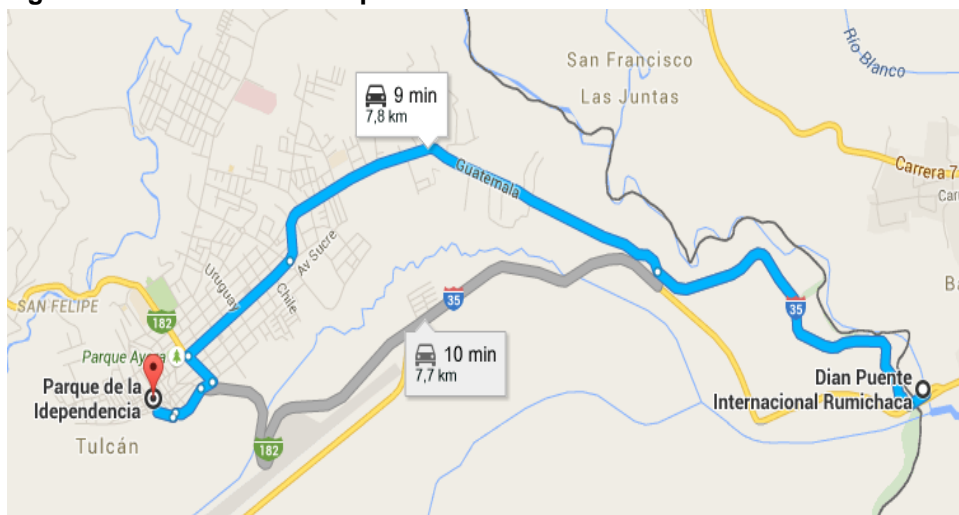 9 min
7,8 km
San Francisco
Las Juntas
Río Blanco
Carrera 7
Guatemala
Av Sucre
Uruguay
Chile
SAN FELIPE
182
35
35
Parque
10 min
7,7 km
Parque de la
Idependencia
Dian Puente
Internacional Rumichaca
Tulcán
182